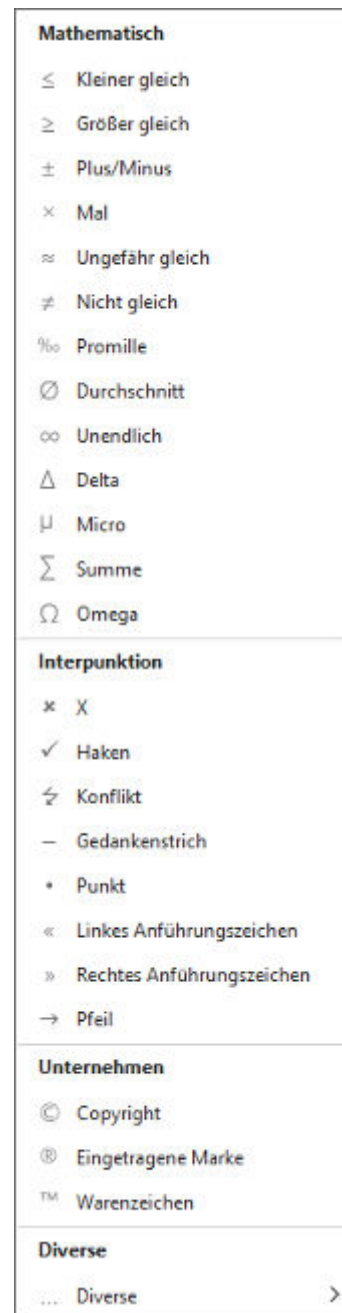 Mathematisch
≤ Kleiner gleich
≥ Größer gleich
± Plus/Minus
× Mal
≈ Ungefähr gleich
≠ Nicht gleich
‰ Promille
∅ Durchschnitt
∞ Unendlich
Δ Delta
µ Micro
∑ Summe
Ω Omega
Interpunktion
× X
✓ Haken
↯ Konflikt
– Gedankenstrich
• Punkt
« Linkes Anführungszeichen
» Rechtes Anführungszeichen
→ Pfeil
Unternehmen
© Copyright
® Eingetragene Marke
™ Warenzeichen
Diverse
... Diverse >